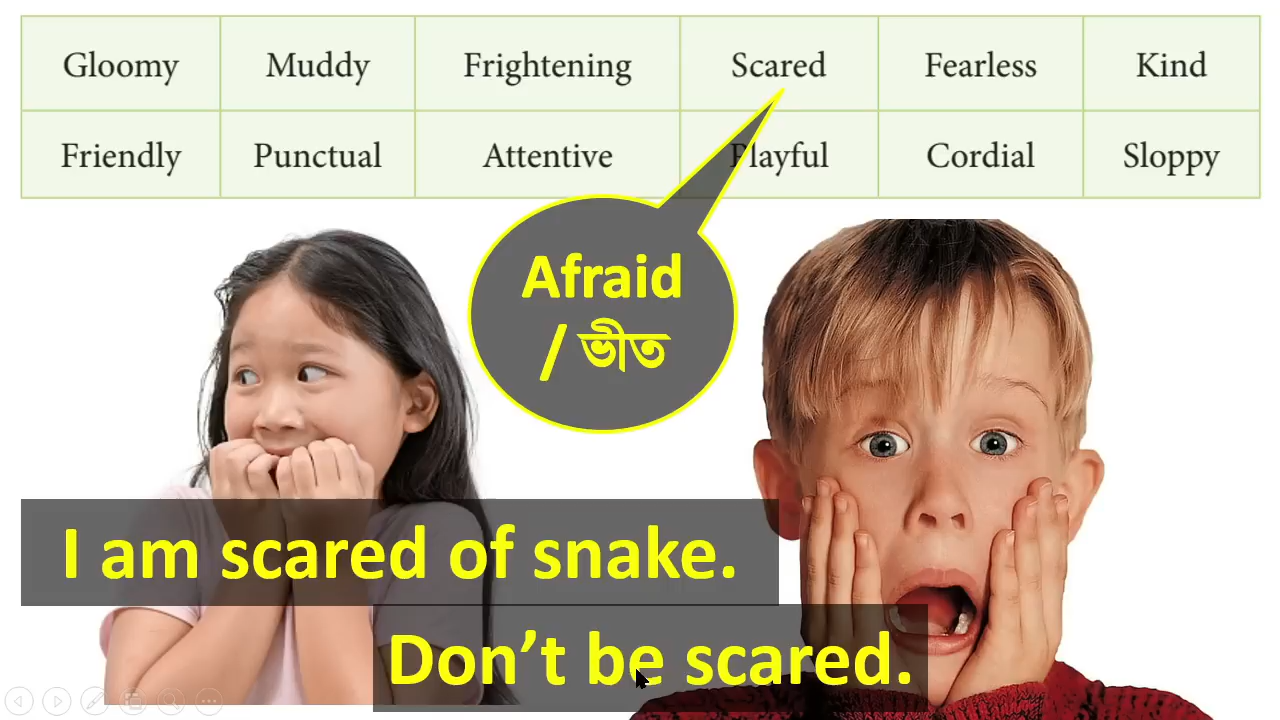 Gloomy Muddy Frightening Scared Fearless Kind
Friendly Punctual Attentive Playful Cordial Sloppy
Afraid
/ ভীত
I am scared of snake.
Don’t be scared.